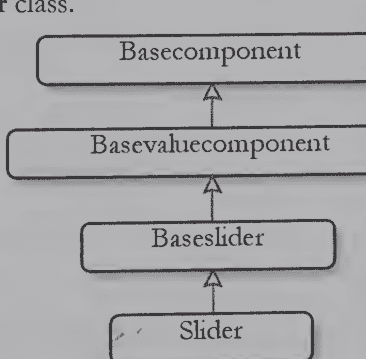 class.
Basecomponent
Basevaluecomponent
Baseslider
Slider